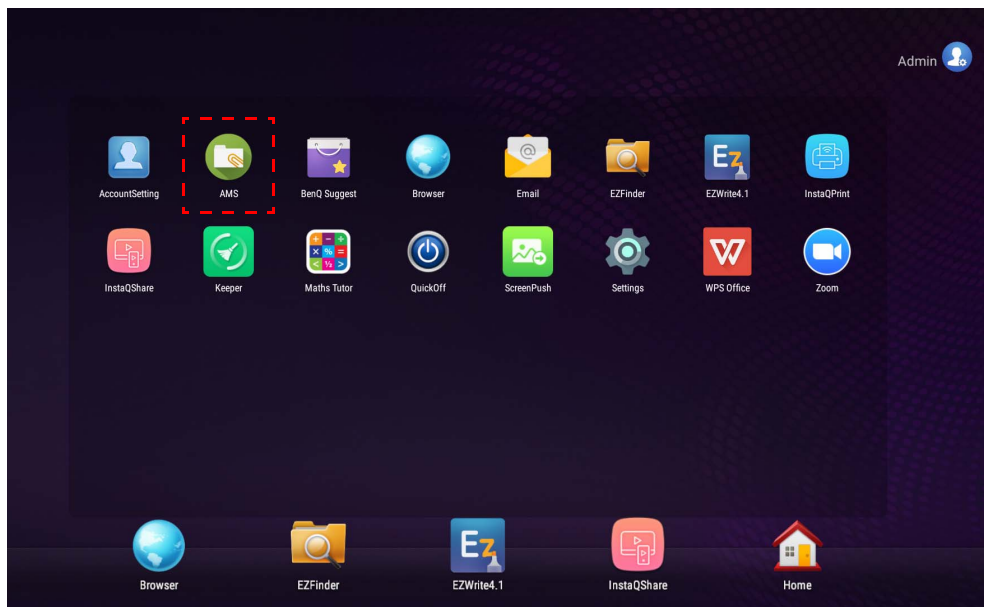 Admin
AccountSetting AMS BenQ Suggest Browser Email EZFinder EZWrite4.1 InstaQPrint
InstaQShare Keeper Maths Tutor QuickOff ScreenPush Settings WPS Office Zoom
Browser EZFinder EZWrite4.1 InstaQShare Home